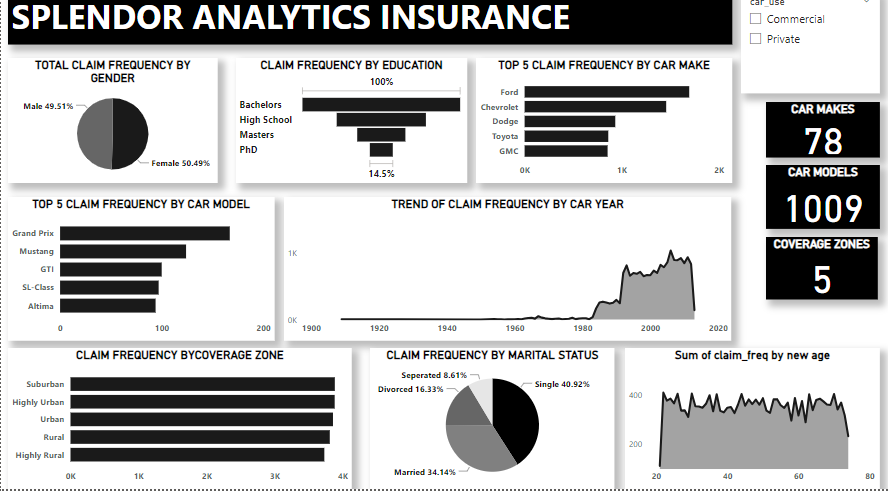 SPLENDOR ANALYTICS INSURANCE
car_use
Commercial
Private
TOTAL CLAIM FREQUENCY BY
GENDER
Male 49.51%
Female 50.49%
CLAIM FREQUENCY BY EDUCATION
100%
Bachelors
High School
Masters
PhD
14.5%
TOP 5 CLAIM FREQUENCY BY CAR MAKE
Ford
Chevrolet
Dodge
Toyota
GMC
0K 1K 2K
CAR MAKES
78
CAR MODELS
1009
COVERAGE ZONES
5
TOP 5 CLAIM FREQUENCY BY CAR MODEL
Grand Prix
Mustang
GTI
SL-Class
Altima
0 100 200
TREND OF CLAIM FREQUENCY BY CAR YEAR
1K
0K
1900 1920 1940 1960 1980 2000 2020
CLAIM FREQUENCY BYCOVERAGE ZONE
Suburban
Highly Urban
Urban
Rural
Highly Rural
0K 1K 2K 3K 4K
CLAIM FREQUENCY BY MARITAL STATUS
Seperated 8.61%
Divorced 16.33%
Single 40.92%
Married 34.14%
Sum of claim_freq by new age
400
200
20 40 60 80